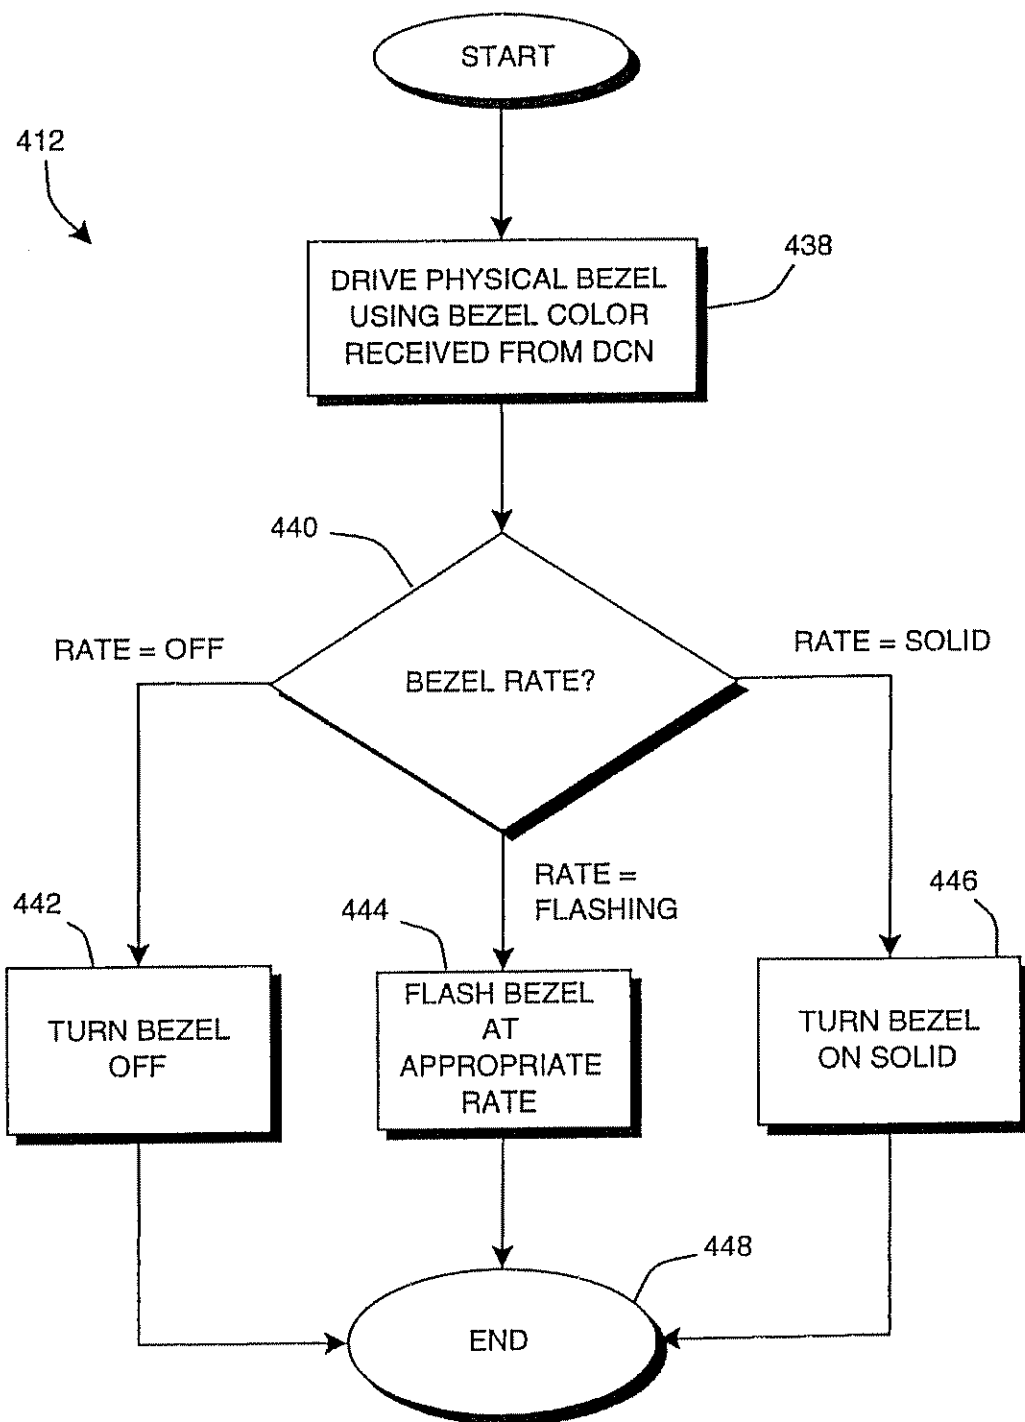 START
412
438
DRIVE PHYSICAL BEZEL
USING BEZEL COLOR
RECEIVED FROM DCN
440
RATE = OFF
BEZEL RATE?
RATE = SOLID
RATE =
FLASHING
442
TURN BEZEL
OFF
444
FLASH BEZEL
AT
APPROPRIATE
RATE
446
TURN BEZEL
ON SOLID
448
END